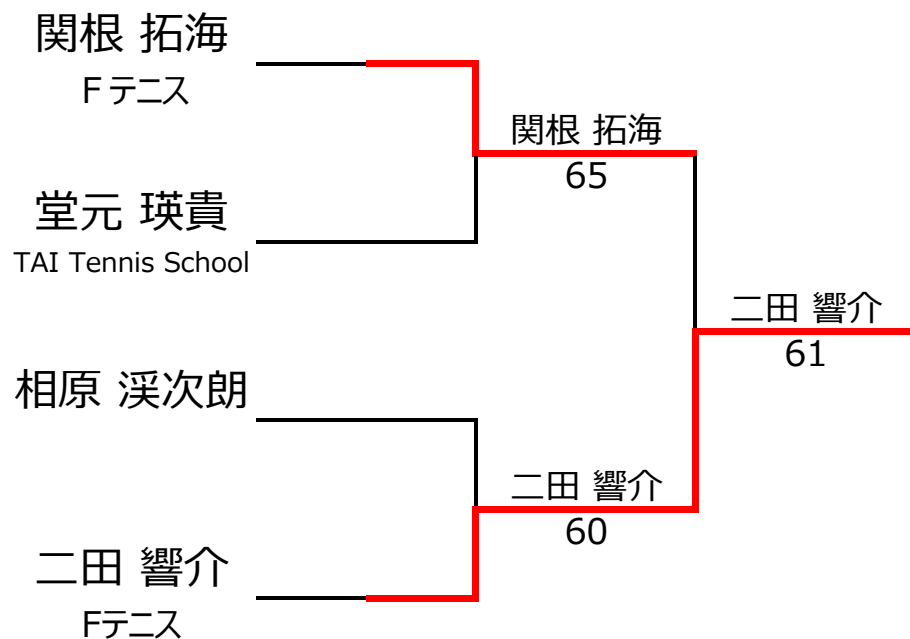 関根 拓海
F テニス
堂元 瑛貴
TAI Tennis School
相原 渓次朗
二田 響介
Fテニス
関根 拓海
65
二田 響介
60
二田 響介
61